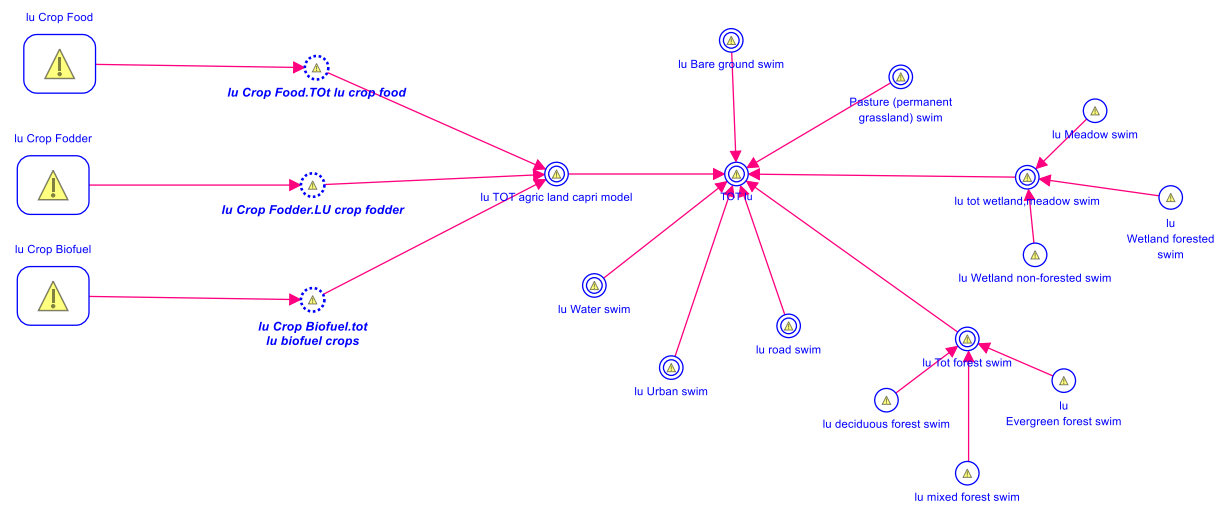 lu Crop Food
lu Crop Food.TOt lu crop food
lu Crop Fodder
lu Crop Fodder.LU crop fodder
lu Crop Biofuel
lu Crop Biofuel.tot
lu biofuel crops
lu TOT agric land capri model
lu Bare ground swim
Pasture (permanent
grassland) swim
TOT lu
lu Meadow swim
lu tot wetland,meadow swim
lu
Wetland forested
swim
lu Wetland non-forested swim
lu Water swim
lu road swim
lu Urban swim
lu Tot forest swim
lu deciduous forest swim
lu
Evergreen forest swim
lu mixed forest swim